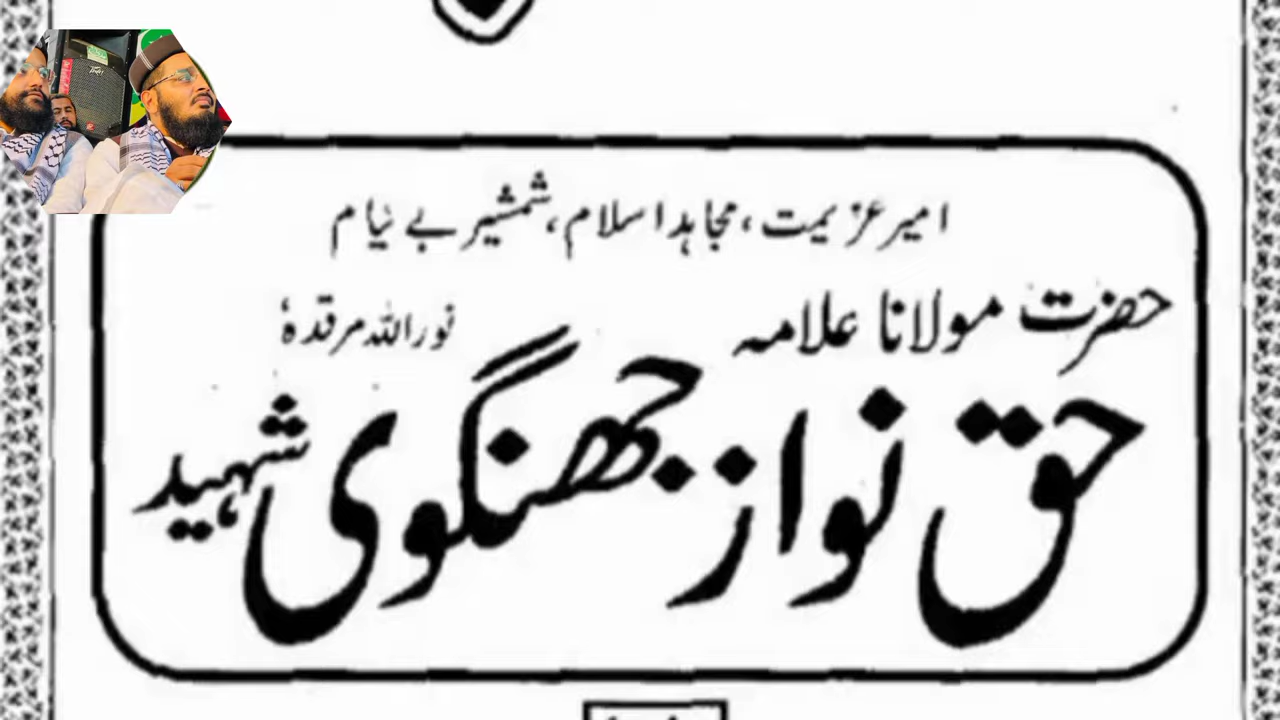 امیر عزیمت، مجاہد اسلام، شمشیر بے نیام
حضرت مولانا علامہ
حق نواز جھنگوی شہید
نور اللہ مرقدہٗ